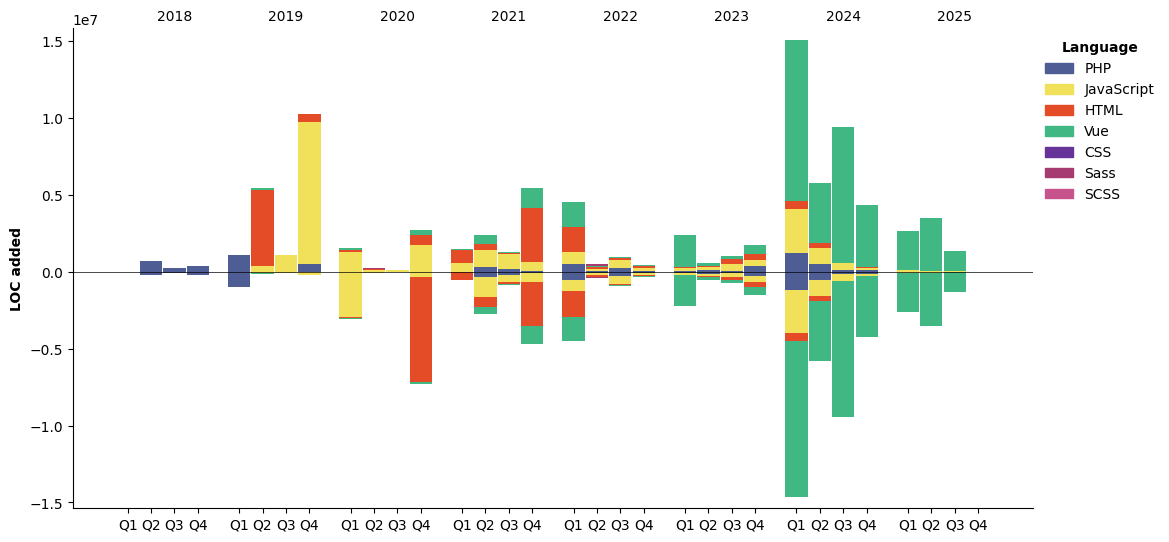 1e7
2018 2019 2020 2021 2022 2023 2024 2025
Language
PHP
JavaScript
HTML
Vue
CSS
Sass
SCSS
1.5
1.0
0.5
0.0
−0.5
−1.0
−1.5
LOC added
Q1 Q2 Q3 Q4 Q1 Q2 Q3 Q4 Q1 Q2 Q3 Q4 Q1 Q2 Q3 Q4 Q1 Q2 Q3 Q4 Q1 Q2 Q3 Q4 Q1 Q2 Q3 Q4 Q1 Q2 Q3 Q4